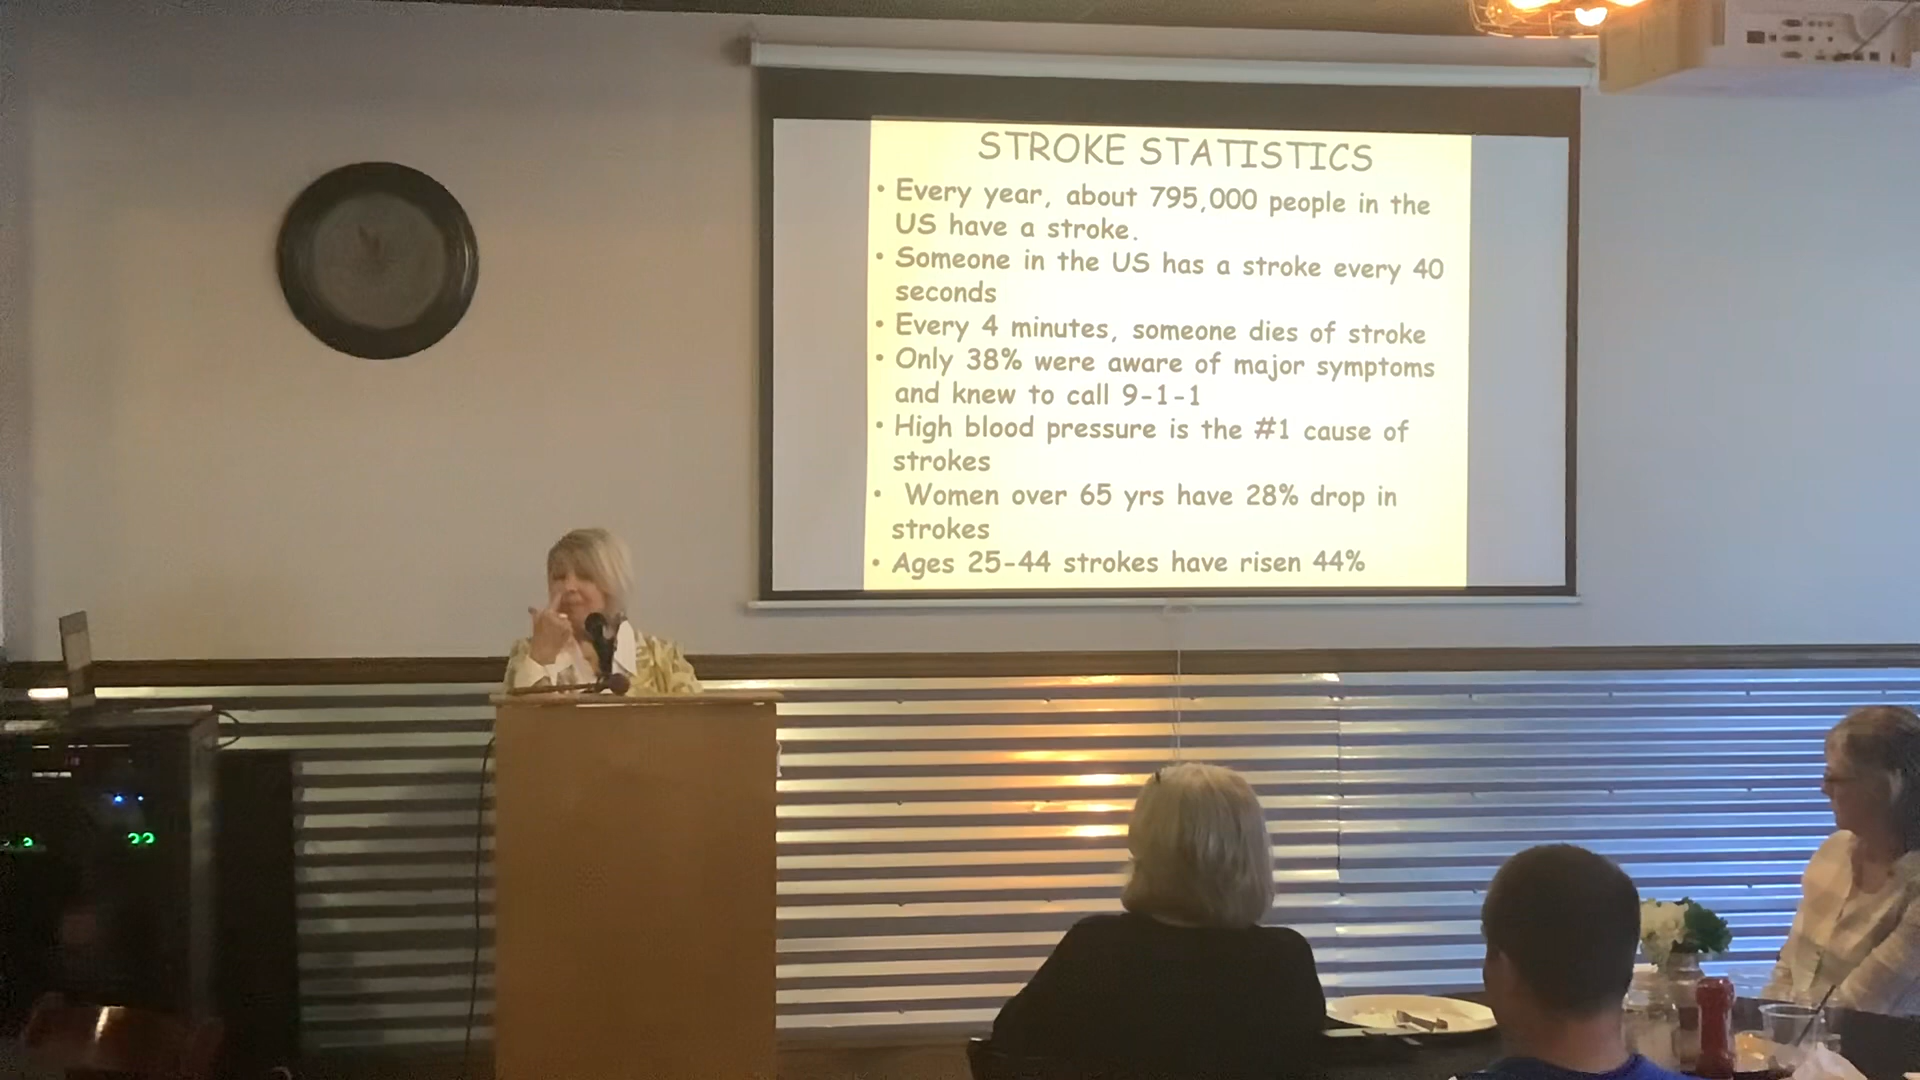 STROKE STATISTICS
• Every year, about 795,000 people in the
US have a stroke.
• Someone in the US has a stroke every 40
seconds
• Every 4 minutes, someone dies of stroke
• Only 38% were aware of major symptoms
and knew to call 9-1-1
• High blood pressure is the #1 cause of
strokes
• Women over 65 yrs have 28% drop in
strokes
• Ages 25-44 strokes have risen 44%